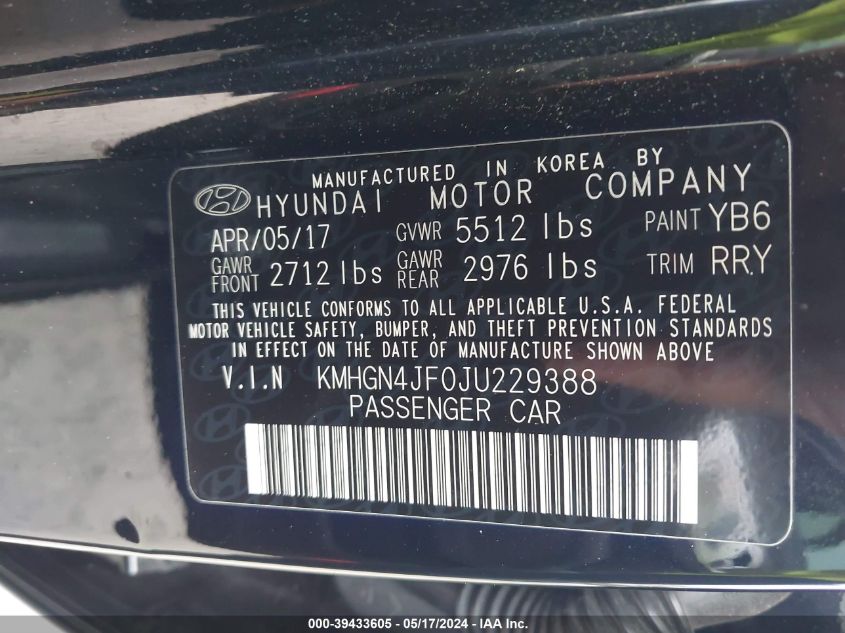 MANUFACTURED IN KOREA BY
HYUNDAI MOTOR COMPANY
APR/05/17 GVWR 5512 lbs PAINT YB6
GAWR FRONT 2712 lbs GAWR REAR 2976 lbs TRIM RRY
THIS VEHICLE CONFORMS TO ALL APPLICABLE U.S.A. FEDERAL
MOTOR VEHICLE SAFETY, BUMPER, AND THEFT PREVENTION STANDARDS
IN EFFECT ON THE DATE OF MANUFACTURE SHOWN ABOVE
V.I.N KMHGN4JF0JU229388
PASSENGER CAR
000-39433605 - 05/17/2024 - IAA Inc.